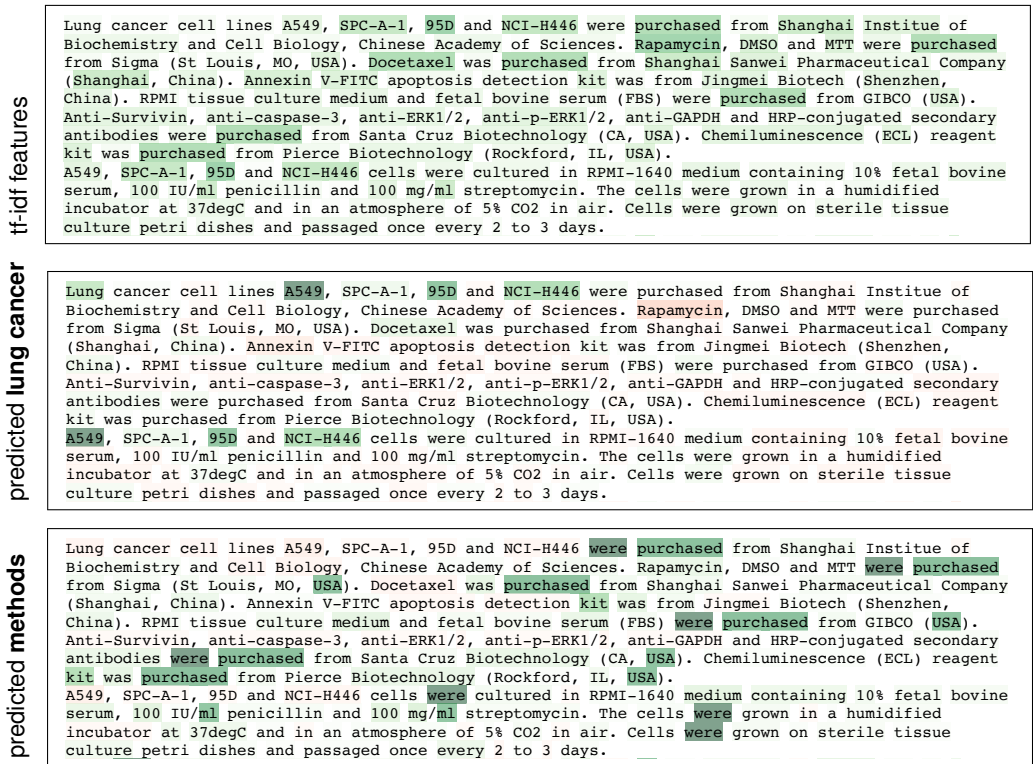 tf-idf features
Lung cancer cell lines A549, SPC-A-1, 95D and NCI-H446 were purchased from Shanghai Institue of
Biochemistry and Cell Biology, Chinese Academy of Sciences. Rapamycin, DMSO and MTT were purchased
from Sigma (St Louis, MO, USA). Docetaxel was purchased from Shanghai Sanwei Pharmaceutical Company
(Shanghai, China). Annexin V-FITC apoptosis detection kit was from Jingmei Biotech (Shenzhen,
China). RPMI tissue culture medium and fetal bovine serum (FBS) were purchased from GIBCO (USA).
Anti-Survivin, anti-caspase-3, anti-ERK1/2, anti-p-ERK1/2, anti-GAPDH and HRP-conjugated secondary
antibodies were purchased from Santa Cruz Biotechnology (CA, USA). Chemiluminescence (ECL) reagent
kit was purchased from Pierce Biotechnology (Rockford, IL, USA).
A549, SPC-A-1, 95D and NCI-H446 cells were cultured in RPMI-1640 medium containing 10% fetal bovine
serum, 100 IU/ml penicillin and 100 mg/ml streptomycin. The cells were grown in a humidified
incubator at 37degC and in an atmosphere of 5% CO2 in air. Cells were grown on sterile tissue
culture petri dishes and passaged once every 2 to 3 days.
predicted lung cancer
Lung cancer cell lines A549, SPC-A-1, 95D and NCI-H446 were purchased from Shanghai Institue of
Biochemistry and Cell Biology, Chinese Academy of Sciences. Rapamycin, DMSO and MTT were purchased
from Sigma (St Louis, MO, USA). Docetaxel was purchased from Shanghai Sanwei Pharmaceutical Company
(Shanghai, China). Annexin V-FITC apoptosis detection kit was from Jingmei Biotech (Shenzhen,
China). RPMI tissue culture medium and fetal bovine serum (FBS) were purchased from GIBCO (USA).
Anti-Survivin, anti-caspase-3, anti-ERK1/2, anti-p-ERK1/2, anti-GAPDH and HRP-conjugated secondary
antibodies were purchased from Santa Cruz Biotechnology (CA, USA). Chemiluminescence (ECL) reagent
kit was purchased from Pierce Biotechnology (Rockford, IL, USA).
A549, SPC-A-1, 95D and NCI-H446 cells were cultured in RPMI-1640 medium containing 10% fetal bovine
serum, 100 IU/ml penicillin and 100 mg/ml streptomycin. The cells were grown in a humidified
incubator at 37degC and in an atmosphere of 5% CO2 in air. Cells were grown on sterile tissue
culture petri dishes and passaged once every 2 to 3 days.
predicted methods
Lung cancer cell lines A549, SPC-A-1, 95D and NCI-H446 were purchased from Shanghai Institue of
Biochemistry and Cell Biology, Chinese Academy of Sciences. Rapamycin, DMSO and MTT were purchased
from Sigma (St Louis, MO, USA). Docetaxel was purchased from Shanghai Sanwei Pharmaceutical Company
(Shanghai, China). Annexin V-FITC apoptosis detection kit was from Jingmei Biotech (Shenzhen,
China). RPMI tissue culture medium and fetal bovine serum (FBS) were purchased from GIBCO (USA).
Anti-Survivin, anti-caspase-3, anti-ERK1/2, anti-p-ERK1/2, anti-GAPDH and HRP-conjugated secondary
antibodies were purchased from Santa Cruz Biotechnology (CA, USA). Chemiluminescence (ECL) reagent
kit was purchased from Pierce Biotechnology (Rockford, IL, USA).
A549, SPC-A-1, 95D and NCI-H446 cells were cultured in RPMI-1640 medium containing 10% fetal bovine
serum, 100 IU/ml penicillin and 100 mg/ml streptomycin. The cells were grown in a humidified
incubator at 37degC and in an atmosphere of 5% CO2 in air. Cells were grown on sterile tissue
culture petri dishes and passaged once every 2 to 3 days.